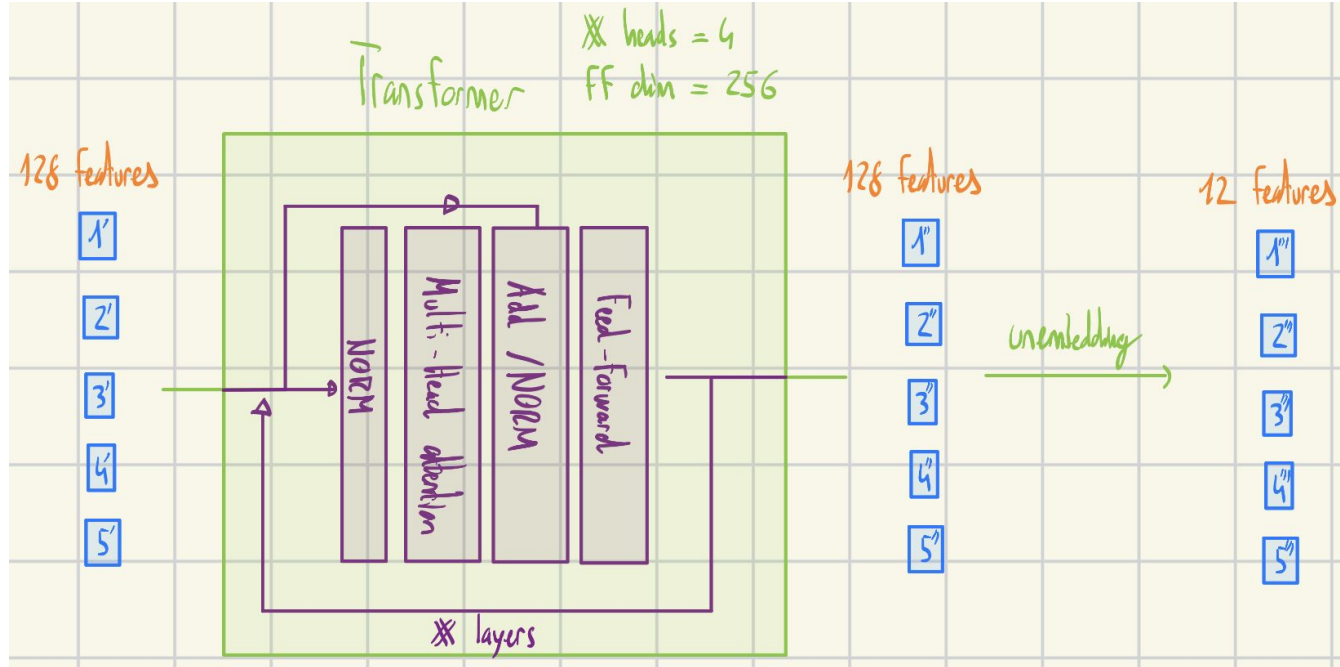 # heads = 4
Transformer
FF dim = 256
128 features
1'
2'
3'
4'
5'
NORM
Multi-Head attention
Add / NORM
Feed-Forward
# layers
128 features
1"
2"
3"
4"
5"
unembedding
12 features
1"'
2"'
3"'
4"'
5"'